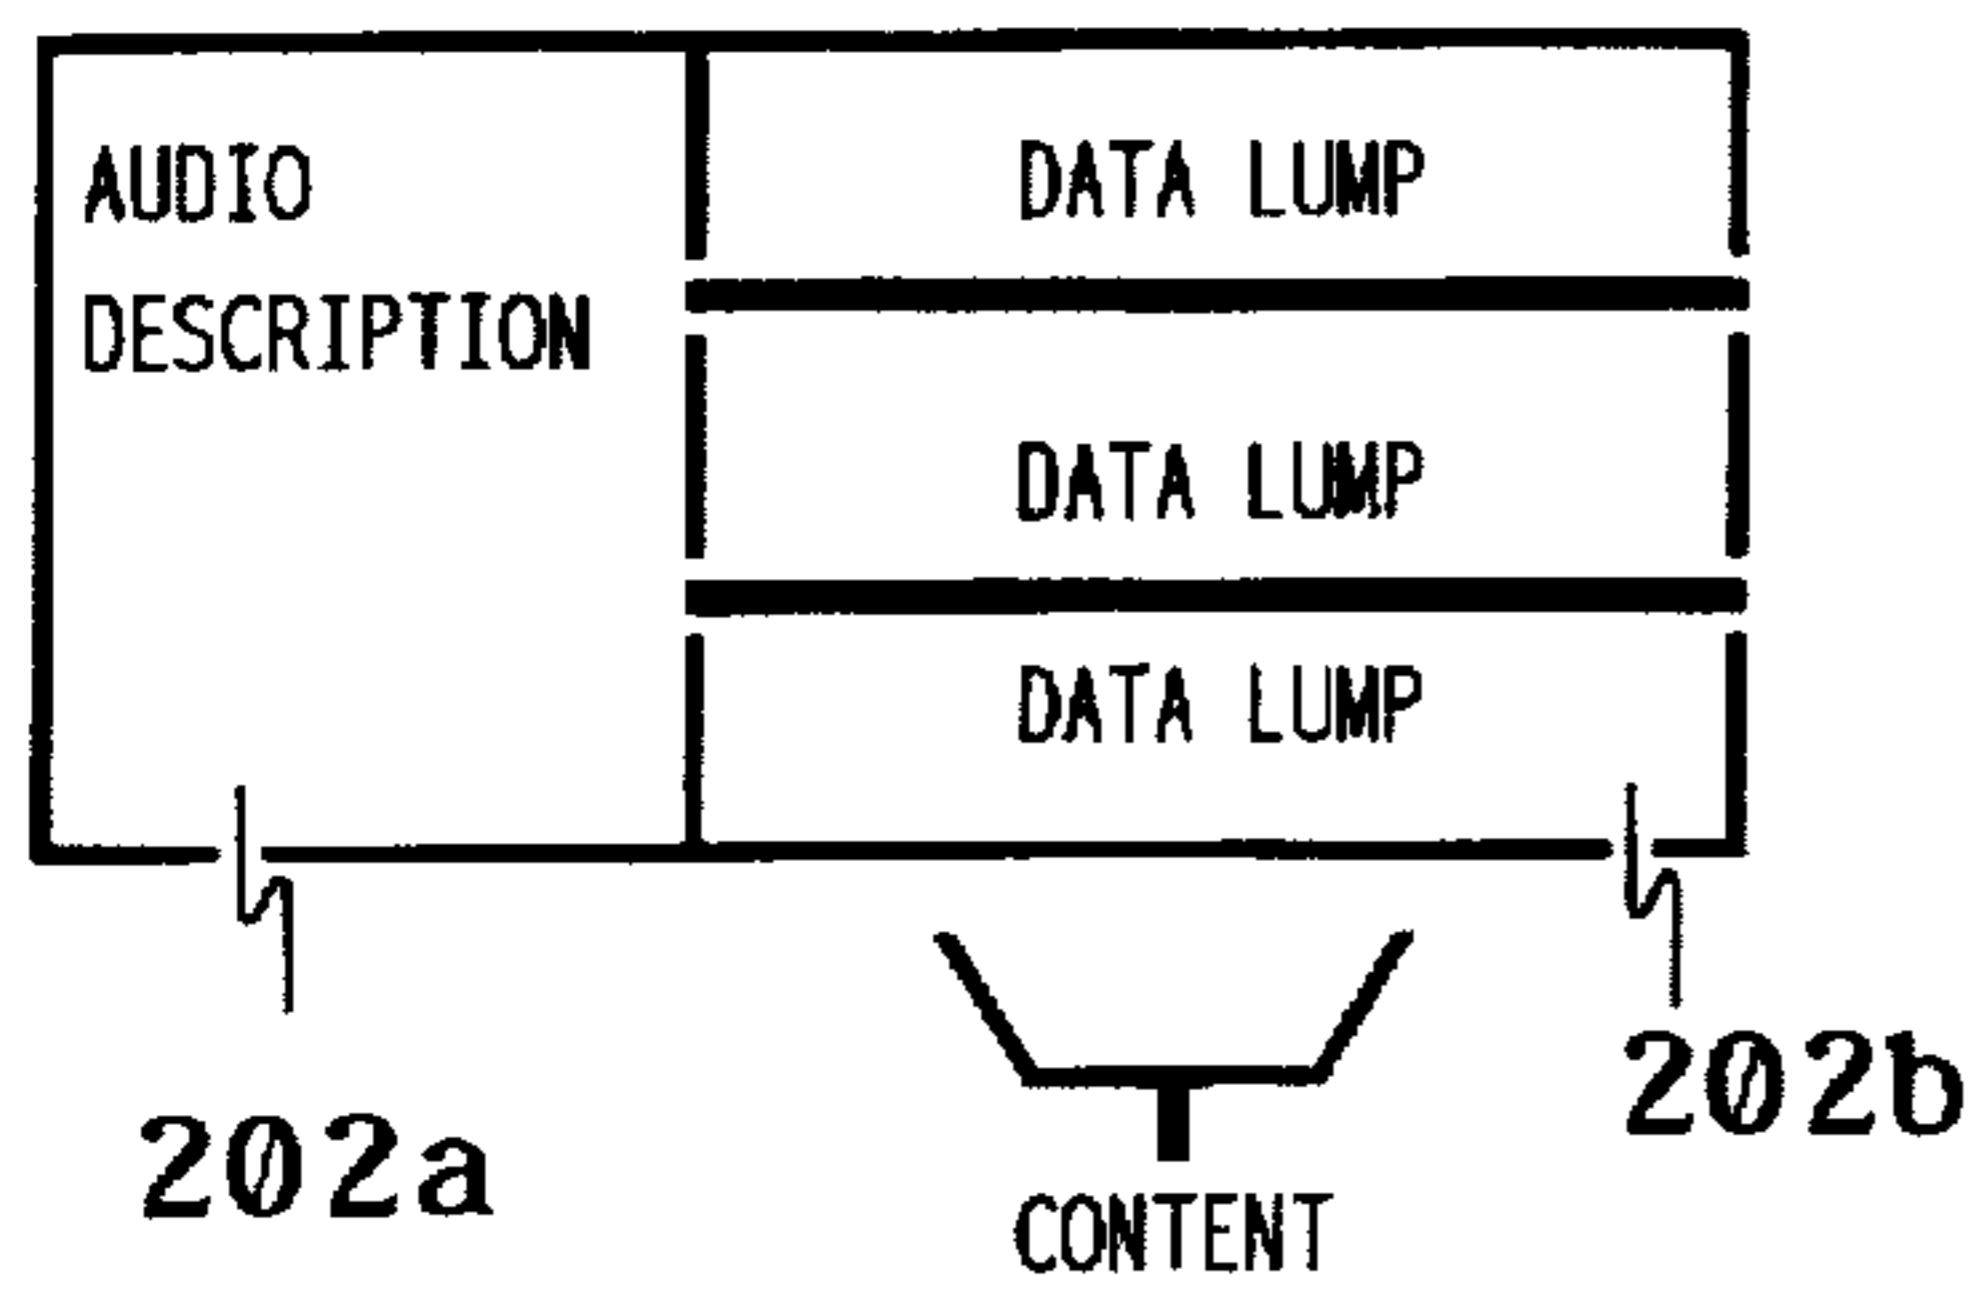 AUDIO
DESCRIPTION
DATA LUMP
DATA LUMP
DATA LUMP
202a
202b
CONTENT